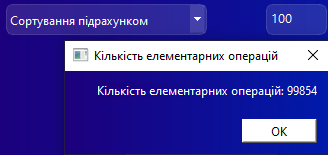 Сортування підрахунком
100
Кількість елементарних операцій
Кількість елементарних операцій: 99854
OK